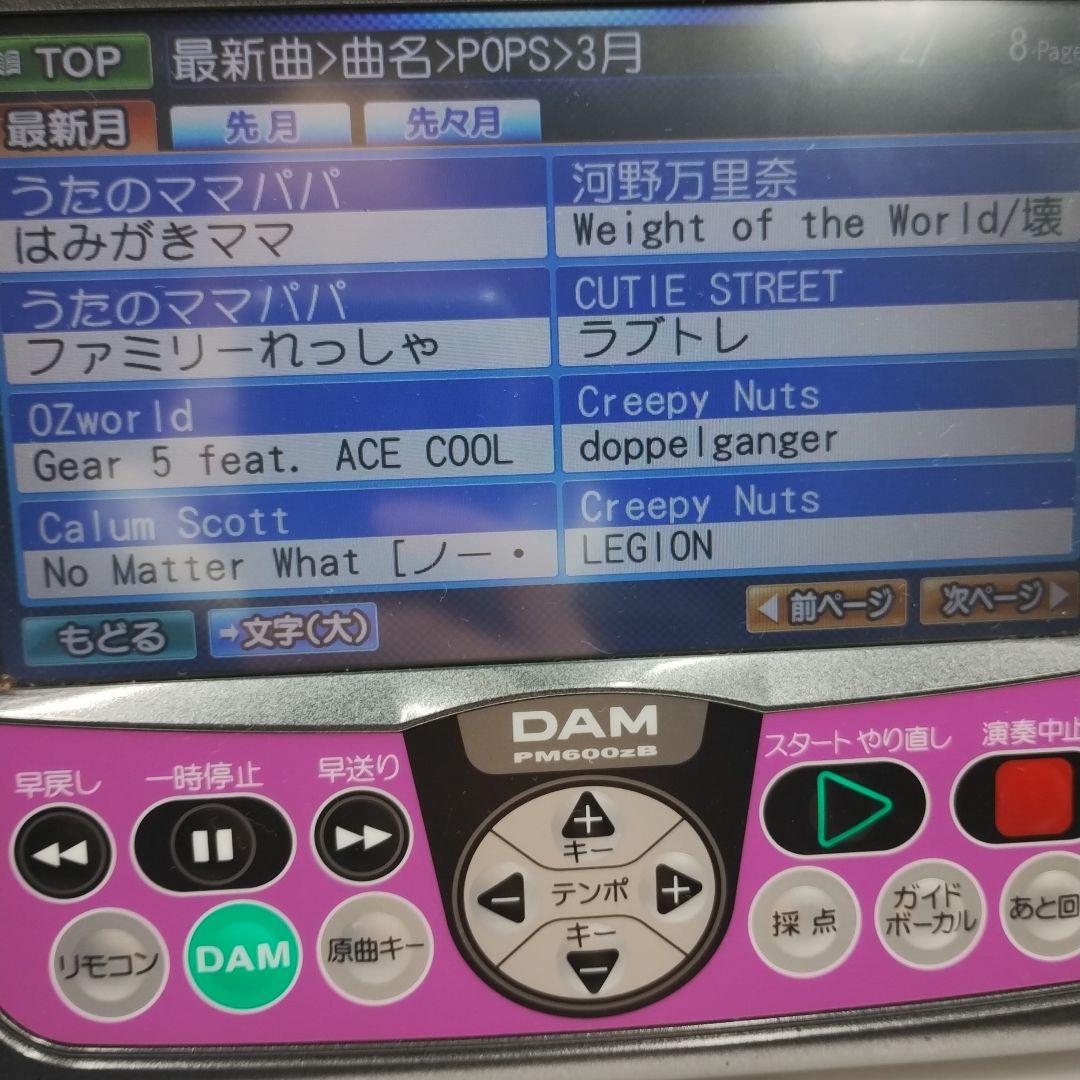 TOP
最新曲>曲名>POPS>3月
8 Page
最新月
先月
先々月
うたのママパパ
はみがきママ
河野万里奈
Weight of the World/壊
うたのママパパ
ファミリーれっしゃ
CUTIE STREET
ラブトレ
OZworld
Gear 5 feat. ACE COOL
Creepy Nuts
doppelganger
Calum Scott
No Matter What [ノー・
Creepy Nuts
LEGION
もどる
→文字(大)
◀前ページ
次ページ▶
DAM
PM600zB
早戻し
一時停止
早送り
スタート やり直し
演奏中止
+
キー
- テンポ +
キー
-
リモコン
DAM
原曲キー
採点
ガイド
ボーカル
あと回